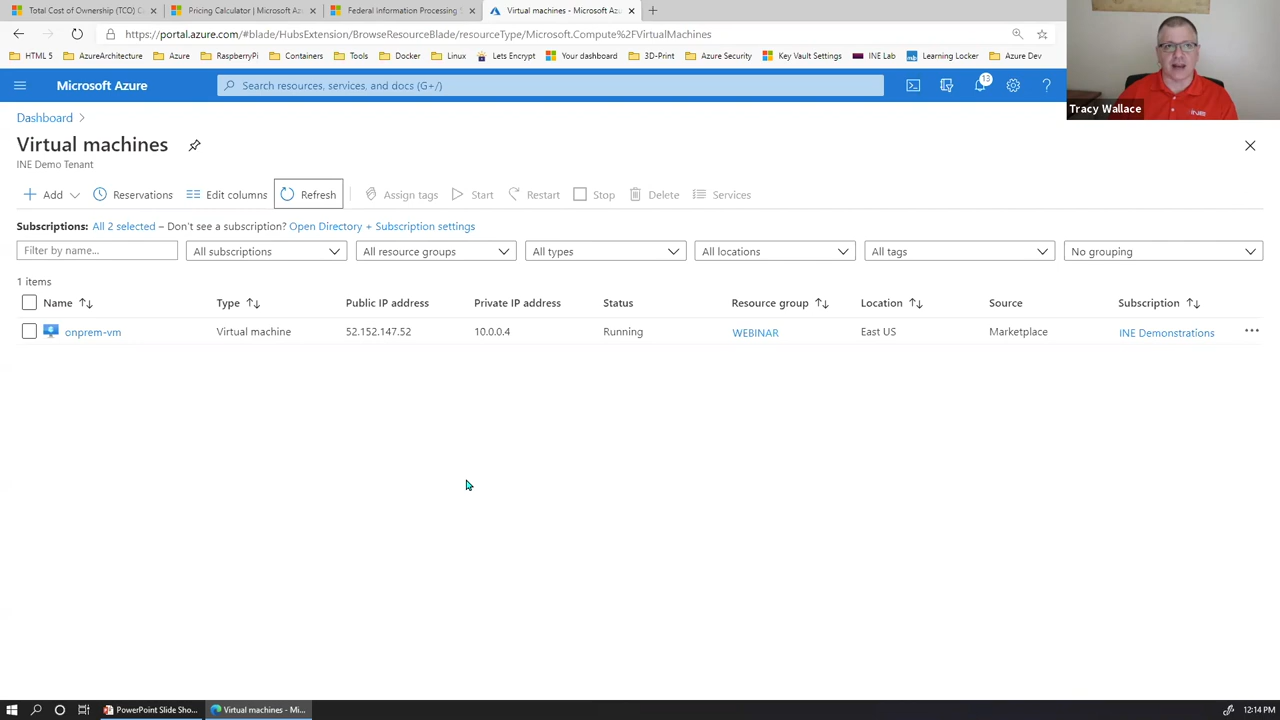 Total Cost of Ownership (TCO) C
Pricing Calculator | Microsoft Az
Federal Information Processing S
Virtual machines - Microsoft Azu
https://portal.azure.com/#blade/HubsExtension/BrowseResourceBlade/resourceType/Microsoft.Compute%2FVirtualMachines
HTML 5 AzureArchitecture Azure RaspberryPi Containers Tools Docker Linux Lets Encrypt Your dashboard 3D-Print Azure Security Key Vault Settings INE Lab Learning Locker Azure Dev
Microsoft Azure
Search resources, services, and docs (G+/)
13
INE
Tracy Wallace
Dashboard
Virtual machines
INE Demo Tenant
Add Reservations Edit columns Refresh Assign tags Start Restart Stop Delete Services
Subscriptions: All 2 selected – Don't see a subscription? Open Directory + Subscription settings
Filter by name... All subscriptions All resource groups All types All locations All tags No grouping
1 items
Name Type Public IP address Private IP address Status Resource group Location Source Subscription
onprem-vm Virtual machine 52.152.147.52 10.0.0.4 Running WEBINAR East US Marketplace INE Demonstrations
PowerPoint Slide Sho... Virtual machines - Mi... 12:14 PM